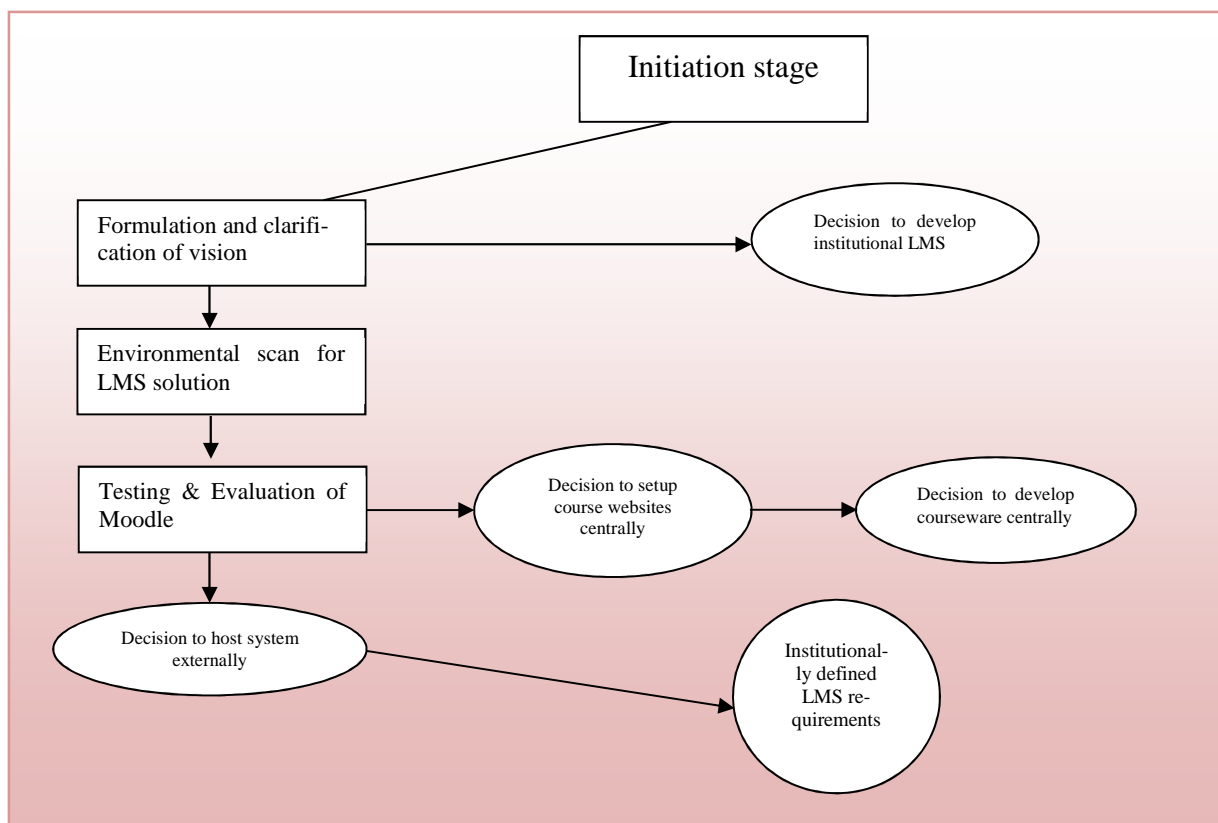 Initiation stage
Formulation and clarifi-
cation of vision
Decision to develop
institutional LMS
Environmental scan for
LMS solution
Testing & Evaluation of
Moodle
Decision to setup
course websites
centrally
Decision to develop
courseware centrally
Decision to host system
externally
Institutional-
ly defined
LMS re-
quirements